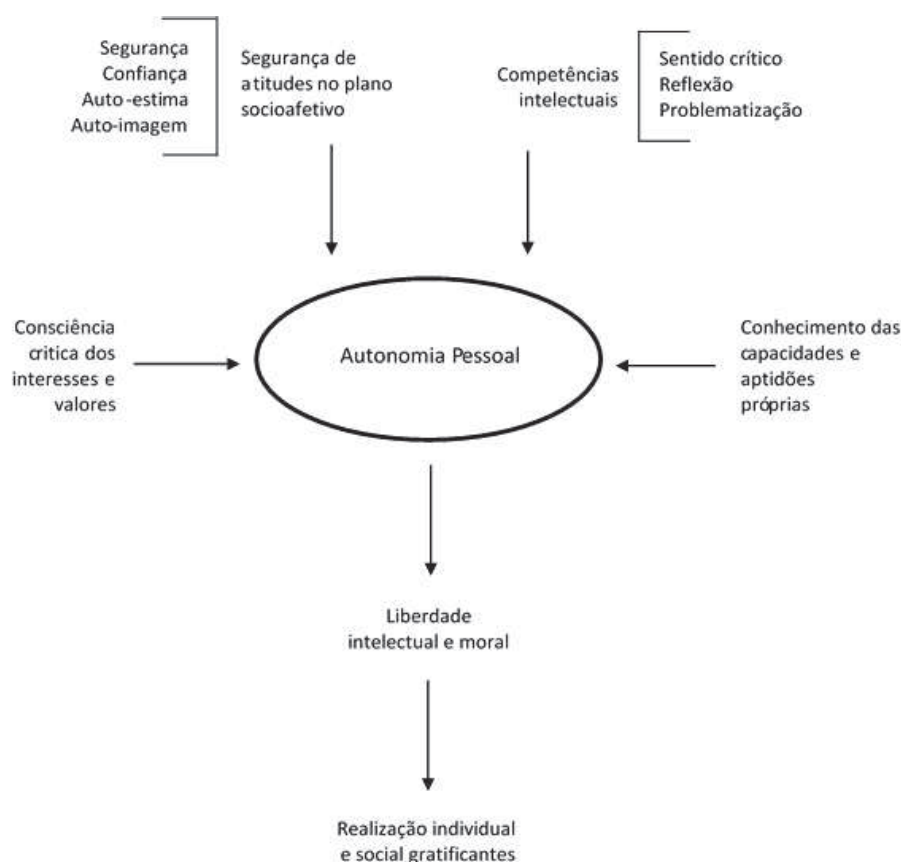 Segurança
Confiança
Auto-estima
Auto-imagem
Segurança de
atitudes no plano
socioafetivo
Competências
intelectuais
Sentido crítico
Reflexão
Problematização
Consciência
critica dos
interesses e
valores
Autonomia Pessoal
Conhecimento das
capacidades e
aptidões
próprias
Liberdade
intelectual e moral
Realização individual
e social gratificantes